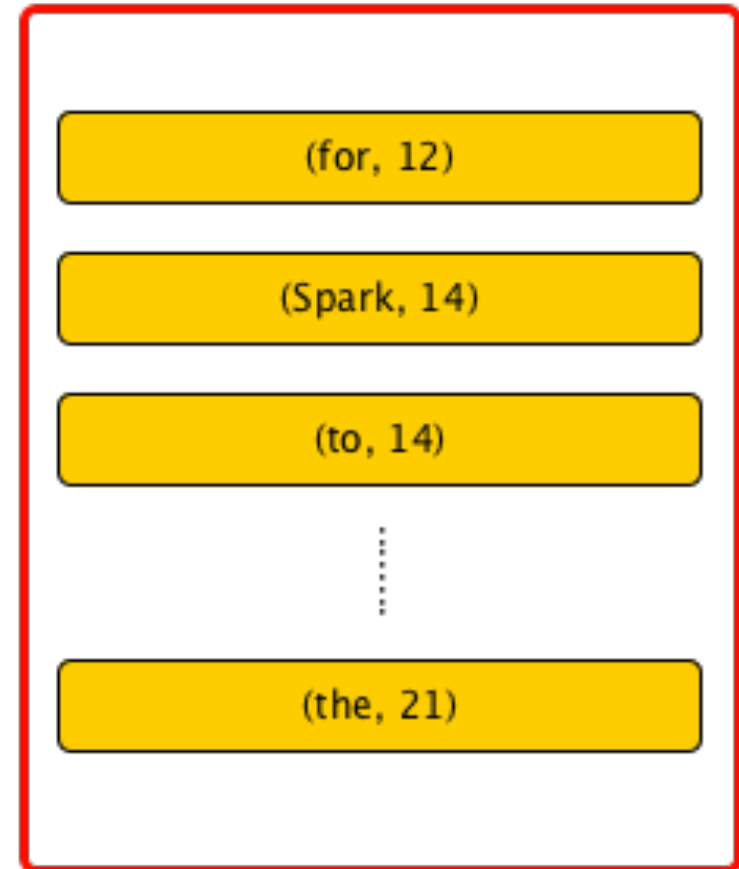 (for, 12)
(Spark, 14)
(to, 14)
(the, 21)